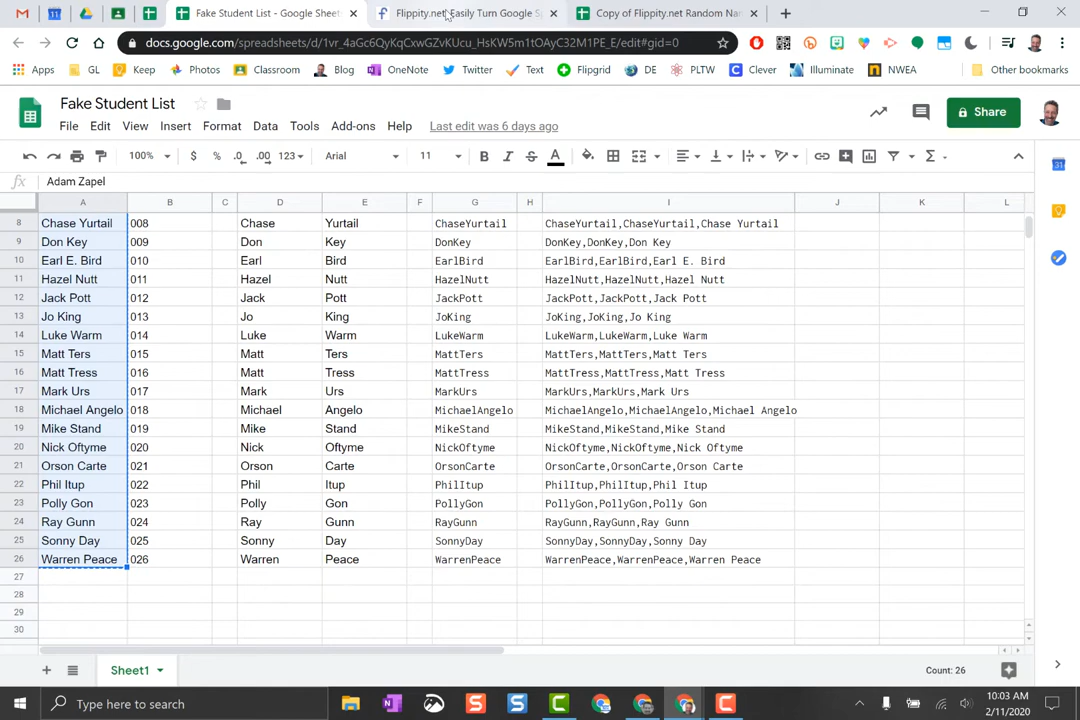 Fake Student List - Google Sheet
Flippity.net: Easily Turn Google Sp
Copy of Flippity.net Random Nar
docs.google.com/spreadsheets/d/1vr_4aGc6QyKqCxwGZvKUcu_HsKW5m1tOAyC32M1PE_E/edit#gid=0
Apps GL Keep Photos Classroom Blog OneNote Twitter Text Flipgrid DE PLTW Clever Illuminate NWEA Other bookmarks
Fake Student List
File Edit View Insert Format Data Tools Add-ons Help Last edit was 6 days ago
Share
100% $ % .0 .00 123 Arial 11 B I S A
fx Adam Zapel
A B C D E F G H I J K L
8 Chase Yurtail 008 Chase Yurtail ChaseYurtail ChaseYurtail,ChaseYurtail,Chase Yurtail
9 Don Key 009 Don Key DonKey DonKey,DonKey,Don Key
10 Earl E. Bird 010 Earl Bird EarlBird EarlBird,EarlBird,Earl E. Bird
11 Hazel Nutt 011 Hazel Nutt HazelNutt HazelNutt,HazelNutt,Hazel Nutt
12 Jack Pott 012 Jack Pott JackPott JackPott,JackPott,Jack Pott
13 Jo King 013 Jo King JoKing JoKing,JoKing,Jo King
14 Luke Warm 014 Luke Warm LukeWarm LukeWarm,LukeWarm,Luke Warm
15 Matt Ters 015 Matt Ters MattTers MattTers,MattTers,Matt Ters
16 Matt Tress 016 Matt Tress MattTress MattTress,MattTress,Matt Tress
17 Mark Urs 017 Mark Urs MarkUrs MarkUrs,MarkUrs,Mark Urs
18 Michael Angelo 018 Michael Angelo MichaelAngelo MichaelAngelo,MichaelAngelo,Michael Angelo
19 Mike Stand 019 Mike Stand MikeStand MikeStand,MikeStand,Mike Stand
20 Nick Oftyme 020 Nick Oftyme NickOftyme NickOftyme,NickOftyme,Nick Oftyme
21 Orson Carte 021 Orson Carte OrsonCarte OrsonCarte,OrsonCarte,Orson Carte
22 Phil Itup 022 Phil Itup PhilItup PhilItup,PhilItup,Phil Itup
23 Polly Gon 023 Polly Gon PollyGon PollyGon,PollyGon,Polly Gon
24 Ray Gunn 024 Ray Gunn RayGunn RayGunn,RayGunn,Ray Gunn
25 Sonny Day 025 Sonny Day SonnyDay SonnyDay,SonnyDay,Sonny Day
26 Warren Peace 026 Warren Peace WarrenPeace WarrenPeace,WarrenPeace,Warren Peace
27
28
29
30
Sheet1
Count: 26
Type here to search
10:03 AM
2/11/2020